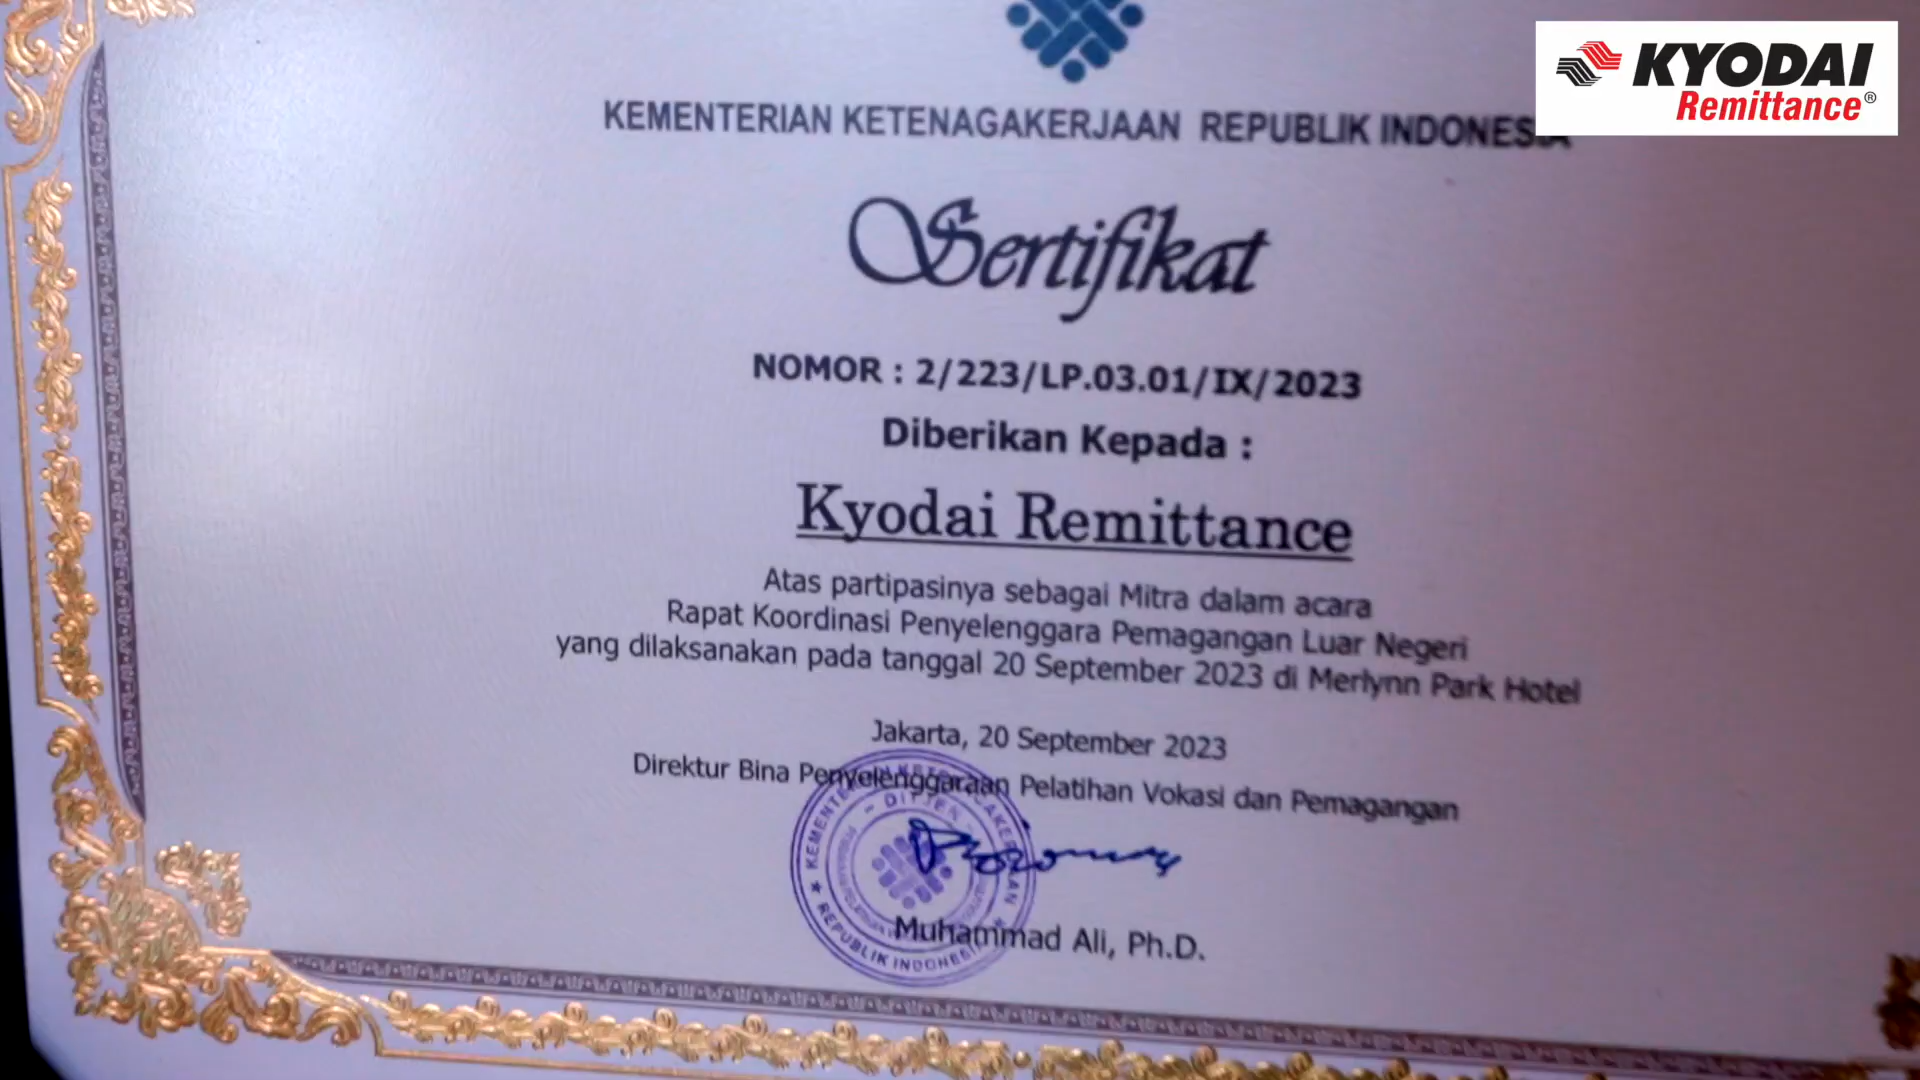 KYODAI
Remittance®
KEMENTERIAN KETENAGAKERJAAN REPUBLIK INDONESIA
Sertifikat
NOMOR : 2/223/LP.03.01/IX/2023
Diberikan Kepada :
Kyodai Remittance
Atas partipasinya sebagai Mitra dalam acara
Rapat Koordinasi Penyelenggara Pemagangan Luar Negeri
yang dilaksanakan pada tanggal 20 September 2023 di Merlynn Park Hotel
Jakarta, 20 September 2023
Direktur Bina Penyelenggaraan Pelatihan Vokasi dan Pemagangan
REPUBLIK INDONESIA
Muhammad Ali, Ph.D.